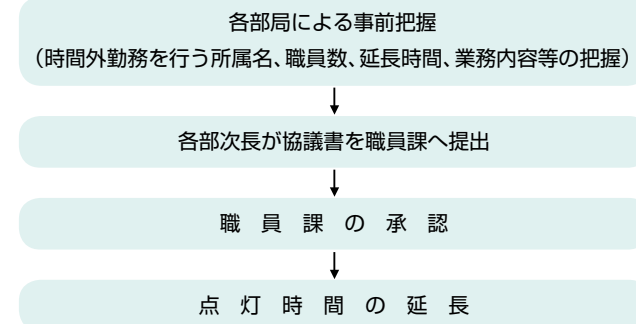 各部局による事前把握
（時間外勤務を行う所属名、職員数、延長時間、業務内容等の把握）
各部次長が協議書を職員課へ提出
職員課の承認
点灯時間の延長